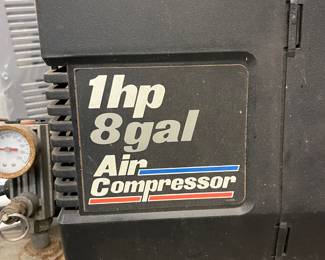 1hp
8gal
Air
Compressor